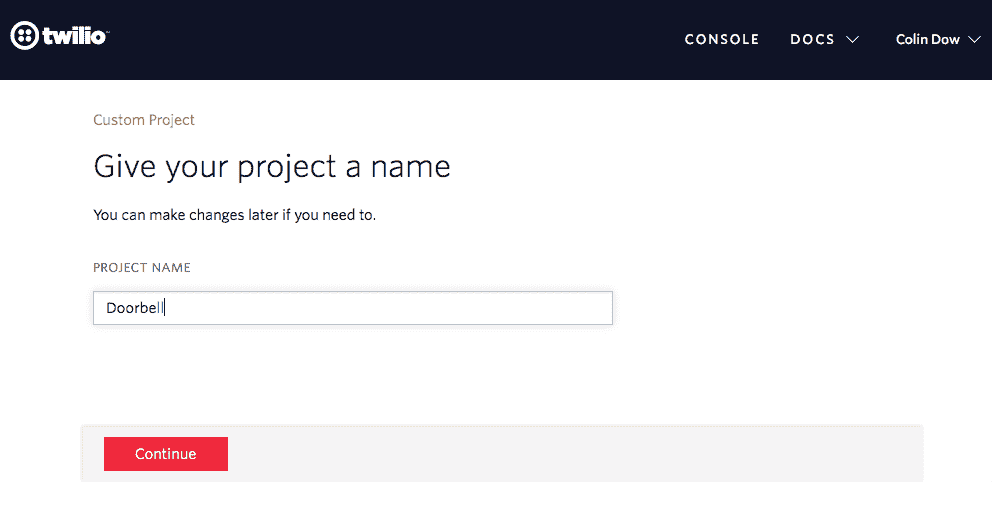 twilio
CONSOLE DOCS Colin Dow
Custom Project
Give your project a name
You can make changes later if you need to.
PROJECT NAME
Doorbell
Continue